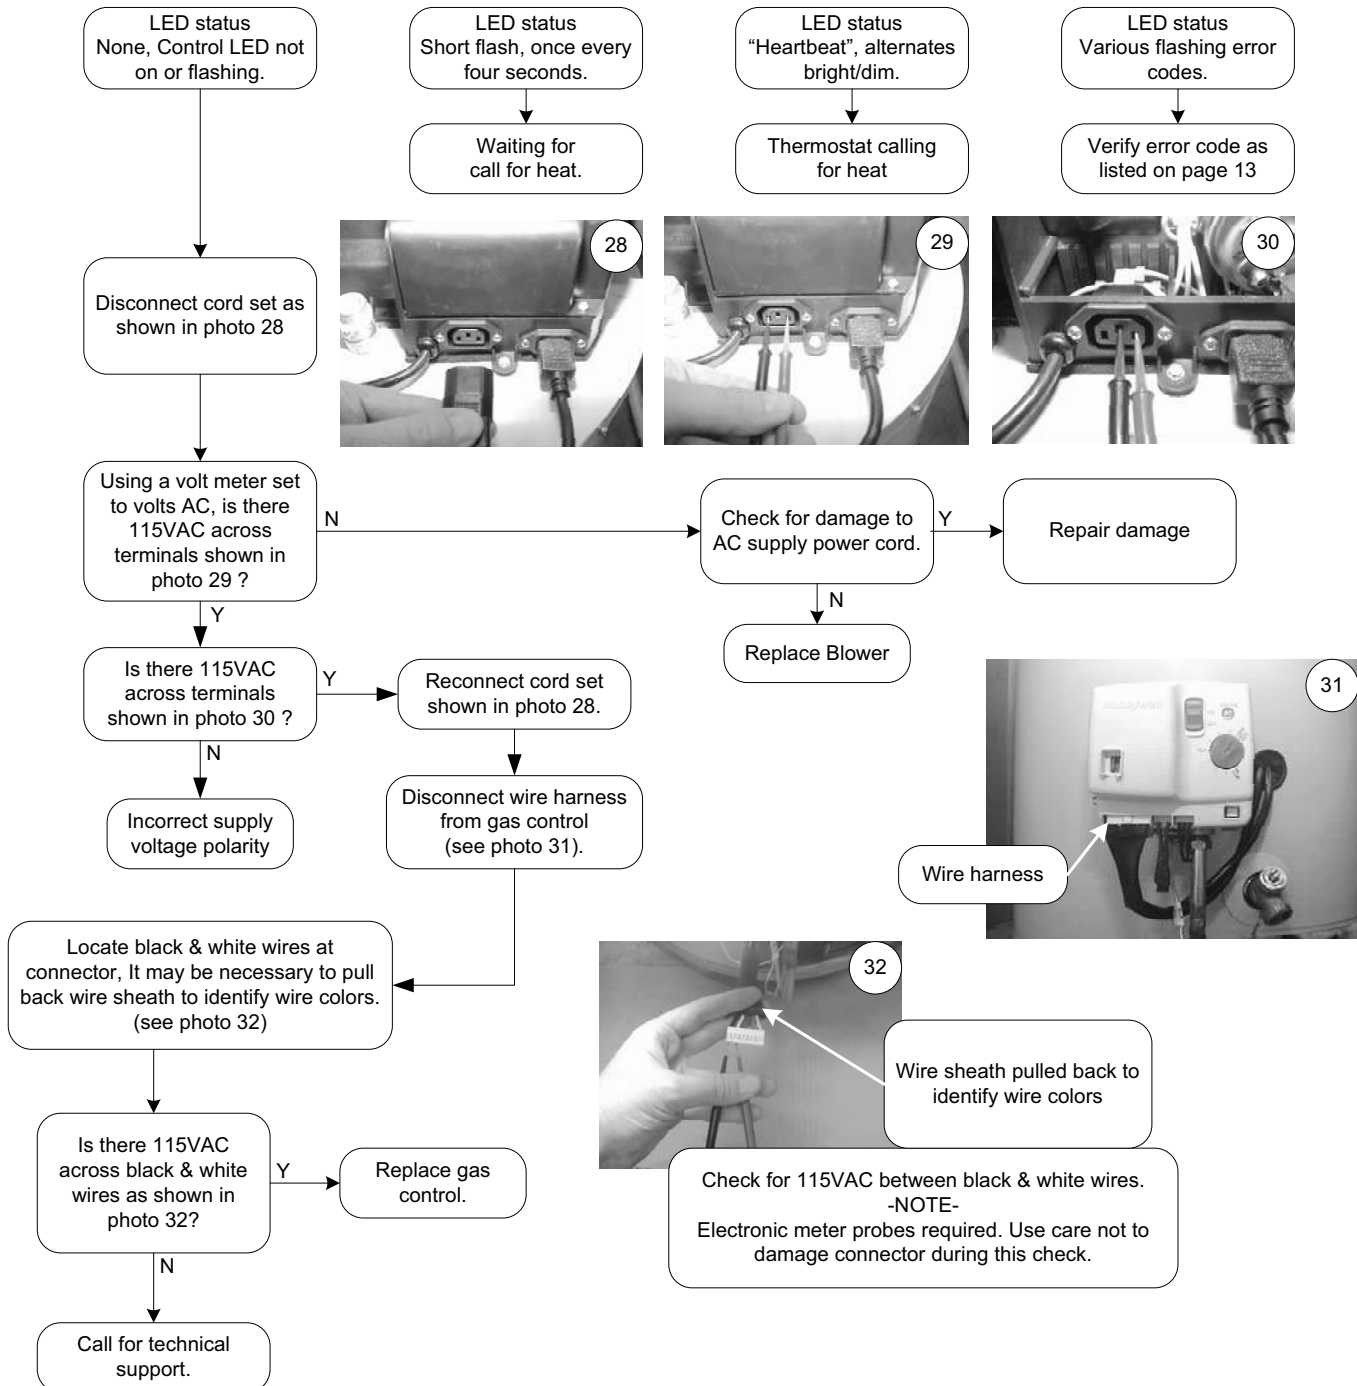 LED status
None, Control LED not
on or flashing.
LED status
Short flash, once every
four seconds.
LED status
“Heartbeat”, alternates
bright/dim.
LED status
Various flashing error
codes.
Waiting for
call for heat.
Thermostat calling
for heat
Verify error code as
listed on page 13
28
29
30
Disconnect cord set as
shown in photo 28
Using a volt meter set
to volts AC, is there
115VAC across
terminals shown in
photo 29 ?
N
Check for damage to
AC supply power cord.
Y
Repair damage
N
Replace Blower
Y
Is there 115VAC
across terminals
shown in photo 30 ?
Y
Reconnect cord set
shown in photo 28.
N
Incorrect supply
voltage polarity
Disconnect wire harness
from gas control
(see photo 31).
31
Wire harness
Locate black & white wires at
connector, It may be necessary to pull
back wire sheath to identify wire colors.
(see photo 32)
32
Wire sheath pulled back to
identify wire colors
Is there 115VAC
across black & white
wires as shown in
photo 32?
Y
Replace gas
control.
Check for 115VAC between black & white wires.
-NOTE-
Electronic meter probes required. Use care not to
damage connector during this check.
N
Call for technical
support.